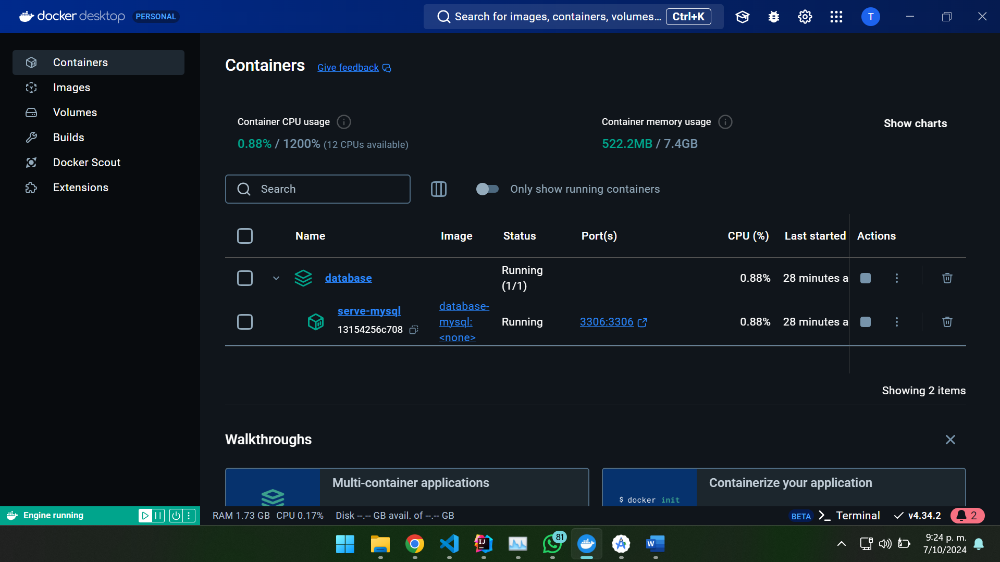 docker desktop PERSONAL
Search for images, containers, volumes... Ctrl+K
T
Containers
Images
Volumes
Builds
Docker Scout
Extensions
Containers Give feedback
Container CPU usage
0.88% / 1200% (12 CPUs available)
Container memory usage
522.2MB / 7.4GB
Show charts
Search
Only show running containers
Name Image Status Port(s) CPU (%) Last started Actions
database Running (1/1) 0.88% 28 minutes a
serve-mysql
13154256c708
database-
mysql:
<none>
Running 3306:3306 0.88% 28 minutes a
Showing 2 items
Walkthroughs
Multi-container applications
$ docker init
Containerize your application
Engine running
RAM 1.73 GB CPU 0.17% Disk --.-- GB avail. of --.-- GB
BETA >_ Terminal v4.34.2 2
IJ
81
W
9:24 p. m.
7/10/2024